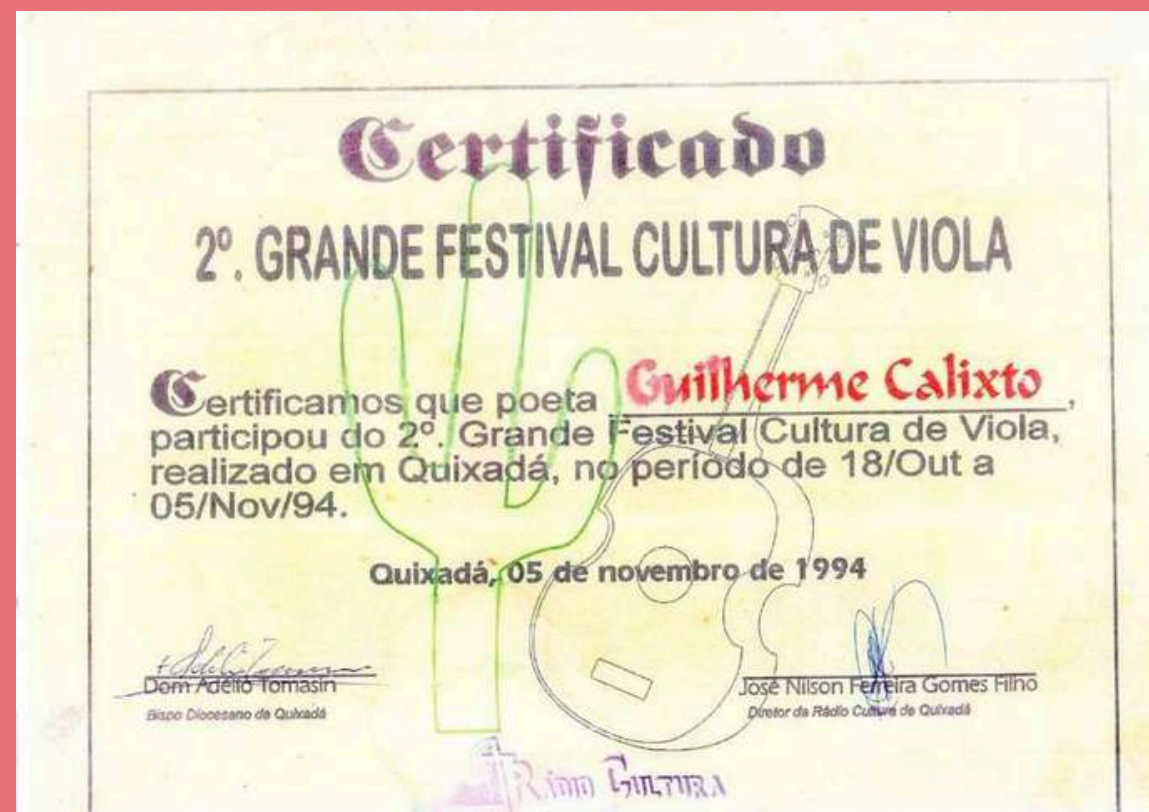 Certificado
2º. GRANDE FESTIVAL CULTURA DE VIOLA
Certificamos que poeta Guilherme Calixto,
participou do 2º. Grande Festival Cultura de Viola,
realizado em Quixadá, no período de 18/Out a
05/Nov/94.
Quixadá, 05 de novembro de 1994
Dom Adélio Tomasin
Bispo Diocesano de Quixadá
José Nilson Ferreira Gomes Filho
Diretor da Rádio Cultura de Quixadá
Rádio Cultura